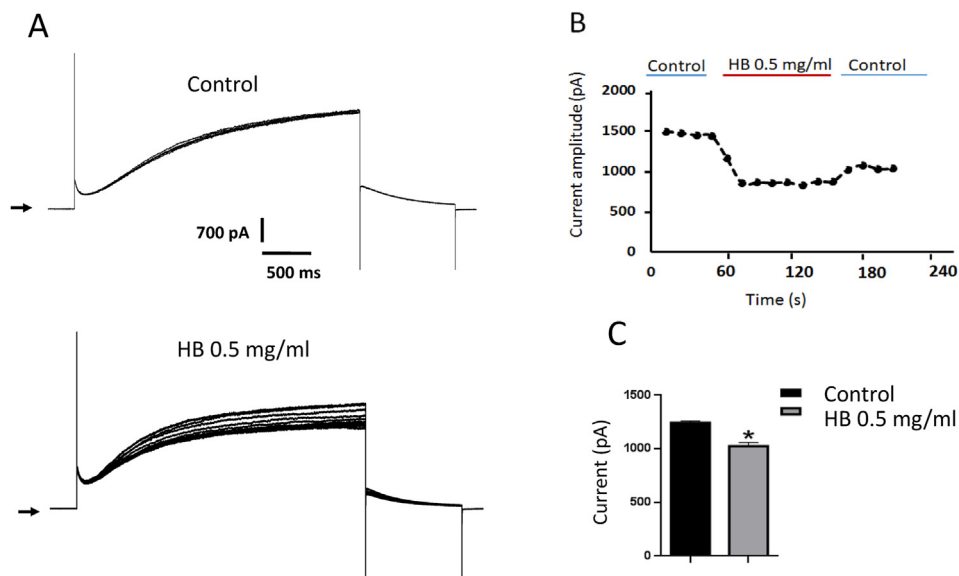 A
Control
700 pA
500 ms
HB 0.5 mg/ml
B
Control HB 0.5 mg/ml Control
Current amplitude (pA)
2000
1500
1000
500
0
0 60 120 180 240
Time (s)
C
Control
HB 0.5 mg/ml
Current (pA)
1500
1000
500
0
*